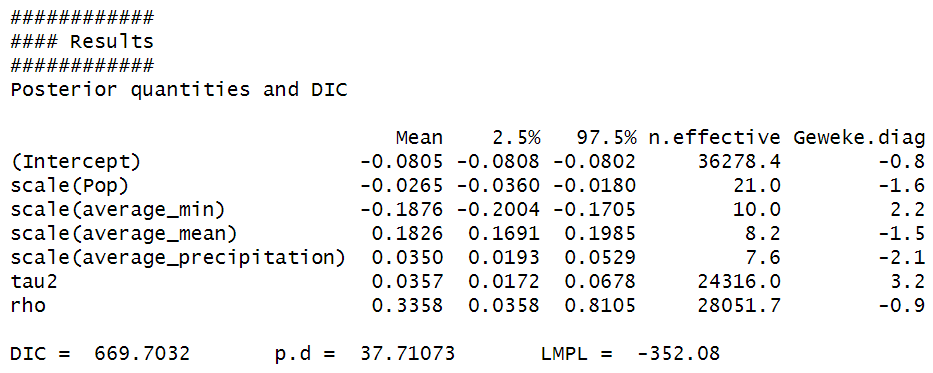 ############
#### Results
############
Posterior quantities and DIC
Mean 2.5% 97.5% n.effective Geweke.diag
(Intercept) -0.0805 -0.0808 -0.0802 36278.4 -0.8
scale(Pop) -0.0265 -0.0360 -0.0180 21.0 -1.6
scale(average_min) -0.1876 -0.2004 -0.1705 10.0 2.2
scale(average_mean) 0.1826 0.1691 0.1985 8.2 -1.5
scale(average_precipitation) 0.0350 0.0193 0.0529 7.6 -2.1
tau2 0.0357 0.0172 0.0678 24316.0 3.2
rho 0.3358 0.0358 0.8105 28051.7 -0.9
DIC = 669.7032 p.d = 37.71073 LMPL = -352.08